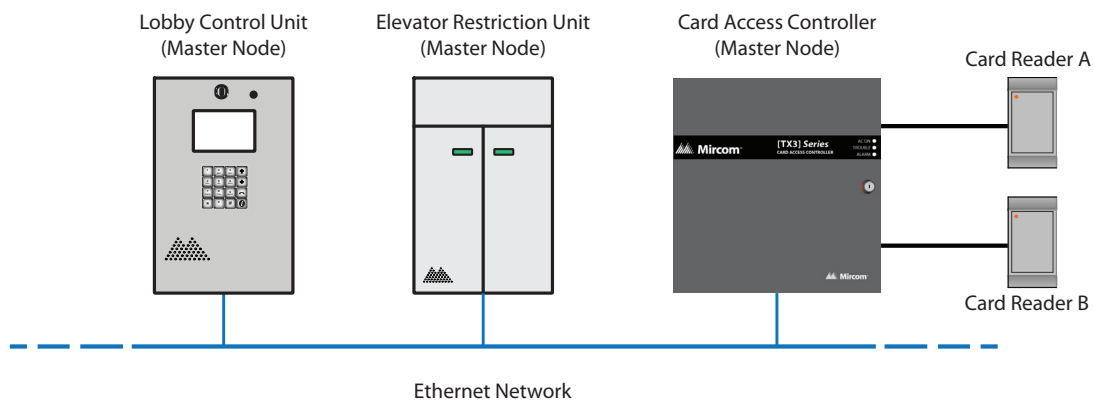 Lobby Control Unit
(Master Node)
Elevator Restriction Unit
(Master Node)
Card Access Controller
(Master Node)
Card Reader A
Mircom
[TX3] Series
CARD ACCESS CONTROLLER
AC ON
TROUBLE
ALARM
Mircom
Card Reader B
Ethernet Network